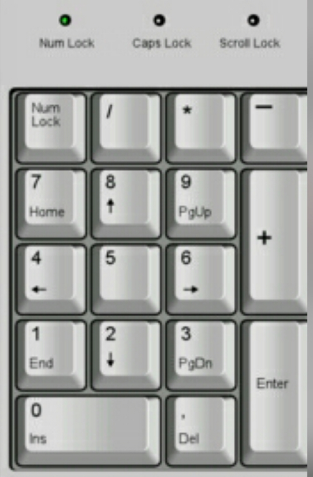 Num Lock Caps Lock Scroll Lock
Num
Lock
/ * −
7 8 9
Home ↑ PgUp
+
4 5 6
← →
1 2 3
End ↓ PgDn
Enter
0 ,
Ins Del